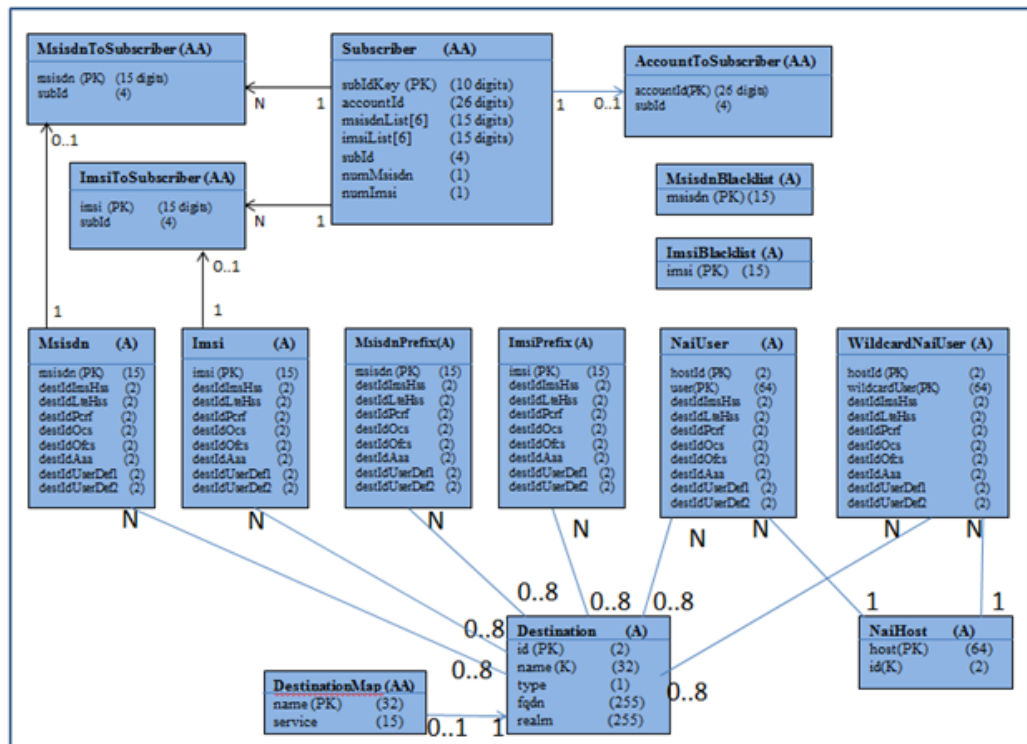 MsisdnToSubscriber (AA)
msisdn (PK) (15 digits)
subId (4)
Subscriber (AA)
subIdKey (PK) (10 digits)
accountId (26 digits)
msisdnList[6] (15 digits)
imsiList[6] (15 digits)
subId (4)
numMsisdn (1)
numImsi (1)
AccountToSubscriber (AA)
accountId(PK) (26 digits)
subId (4)
N
1
1
0..1
0..1
ImsiToSubscriber (AA)
imsi (PK) (15 digits)
subId (4)
N
1
MsisdnBlacklist (A)
msisdn (PK) (15)
ImsiBlacklist (A)
imsi (PK) (15)
0..1
1
1
Msisdn (A)
msisdn (PK) (15)
destIdImsHss (2)
destIdLteHss (2)
destIdPcrf (2)
destIdOcs (2)
destIdOfcs (2)
destIdAaa (2)
destIdUserDef1 (2)
destIdUserDef2 (2)
Imsi (A)
imsi (PK) (15)
destIdImsHss (2)
destIdLteHss (2)
destIdPcrf (2)
destIdOcs (2)
destIdOfcs (2)
destIdAaa (2)
destIdUserDef1 (2)
destIdUserDef2 (2)
MsisdnPrefix(A)
msisdn (PK) (15)
destIdImsHss (2)
destIdLteHss (2)
destIdPcrf (2)
destIdOcs (2)
destIdOfcs (2)
destIdAaa (2)
destIdUserDef1 (2)
destIdUserDef2 (2)
ImsiPrefix (A)
imsi (PK) (15)
destIdImsHss (2)
destIdLteHss (2)
destIdPcrf (2)
destIdOcs (2)
destIdOfcs (2)
destIdAaa (2)
destIdUserDef1 (2)
destIdUserDef2 (2)
NaiUser (A)
hostId (PK) (2)
user(PK) (64)
destIdImsHss (2)
destIdLteHss (2)
destIdPcrf (2)
destIdOcs (2)
destIdOfcs (2)
destIdAaa (2)
destIdUserDef1 (2)
destIdUserDef2 (2)
WildcardNaiUser (A)
hostId (PK) (2)
wildcardUser(PK) (64)
destIdImsHss (2)
destIdLteHss (2)
destIdPcrf (2)
destIdOcs (2)
destIdOfcs (2)
destIdAaa (2)
destIdUserDef1 (2)
destIdUserDef2 (2)
N
N
N
N
N
N
N
N
0..8
0..8
0..8
0..8
0..8
0..8
1
1
Destination (A)
id (PK) (2)
name (K) (32)
type (1)
fqdn (255)
realm (255)
NaiHost (A)
host(PK) (64)
id(K) (2)
DestinationMap (AA)
name (PK) (32)
service (15)
0..1
1